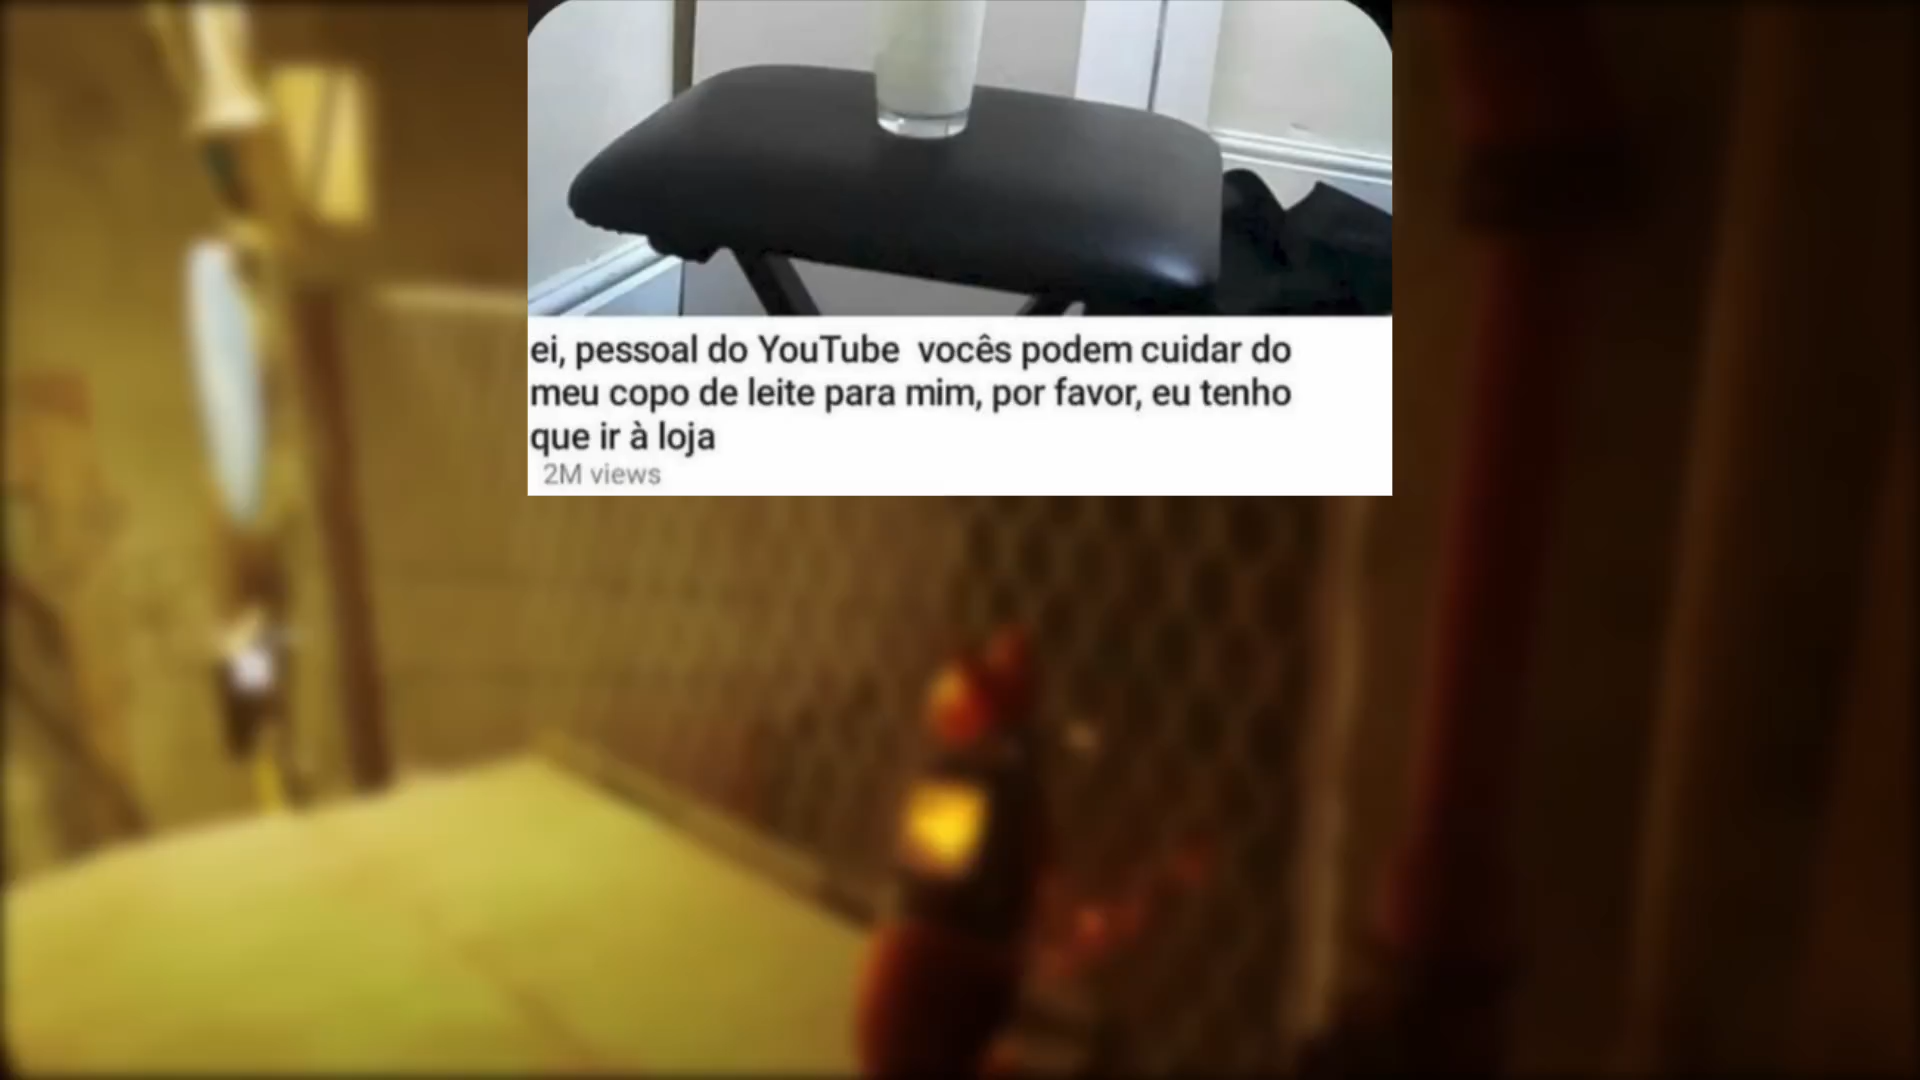 ei, pessoal do YouTube vocês podem cuidar do
meu copo de leite para mim, por favor, eu tenho
que ir à loja
2M views